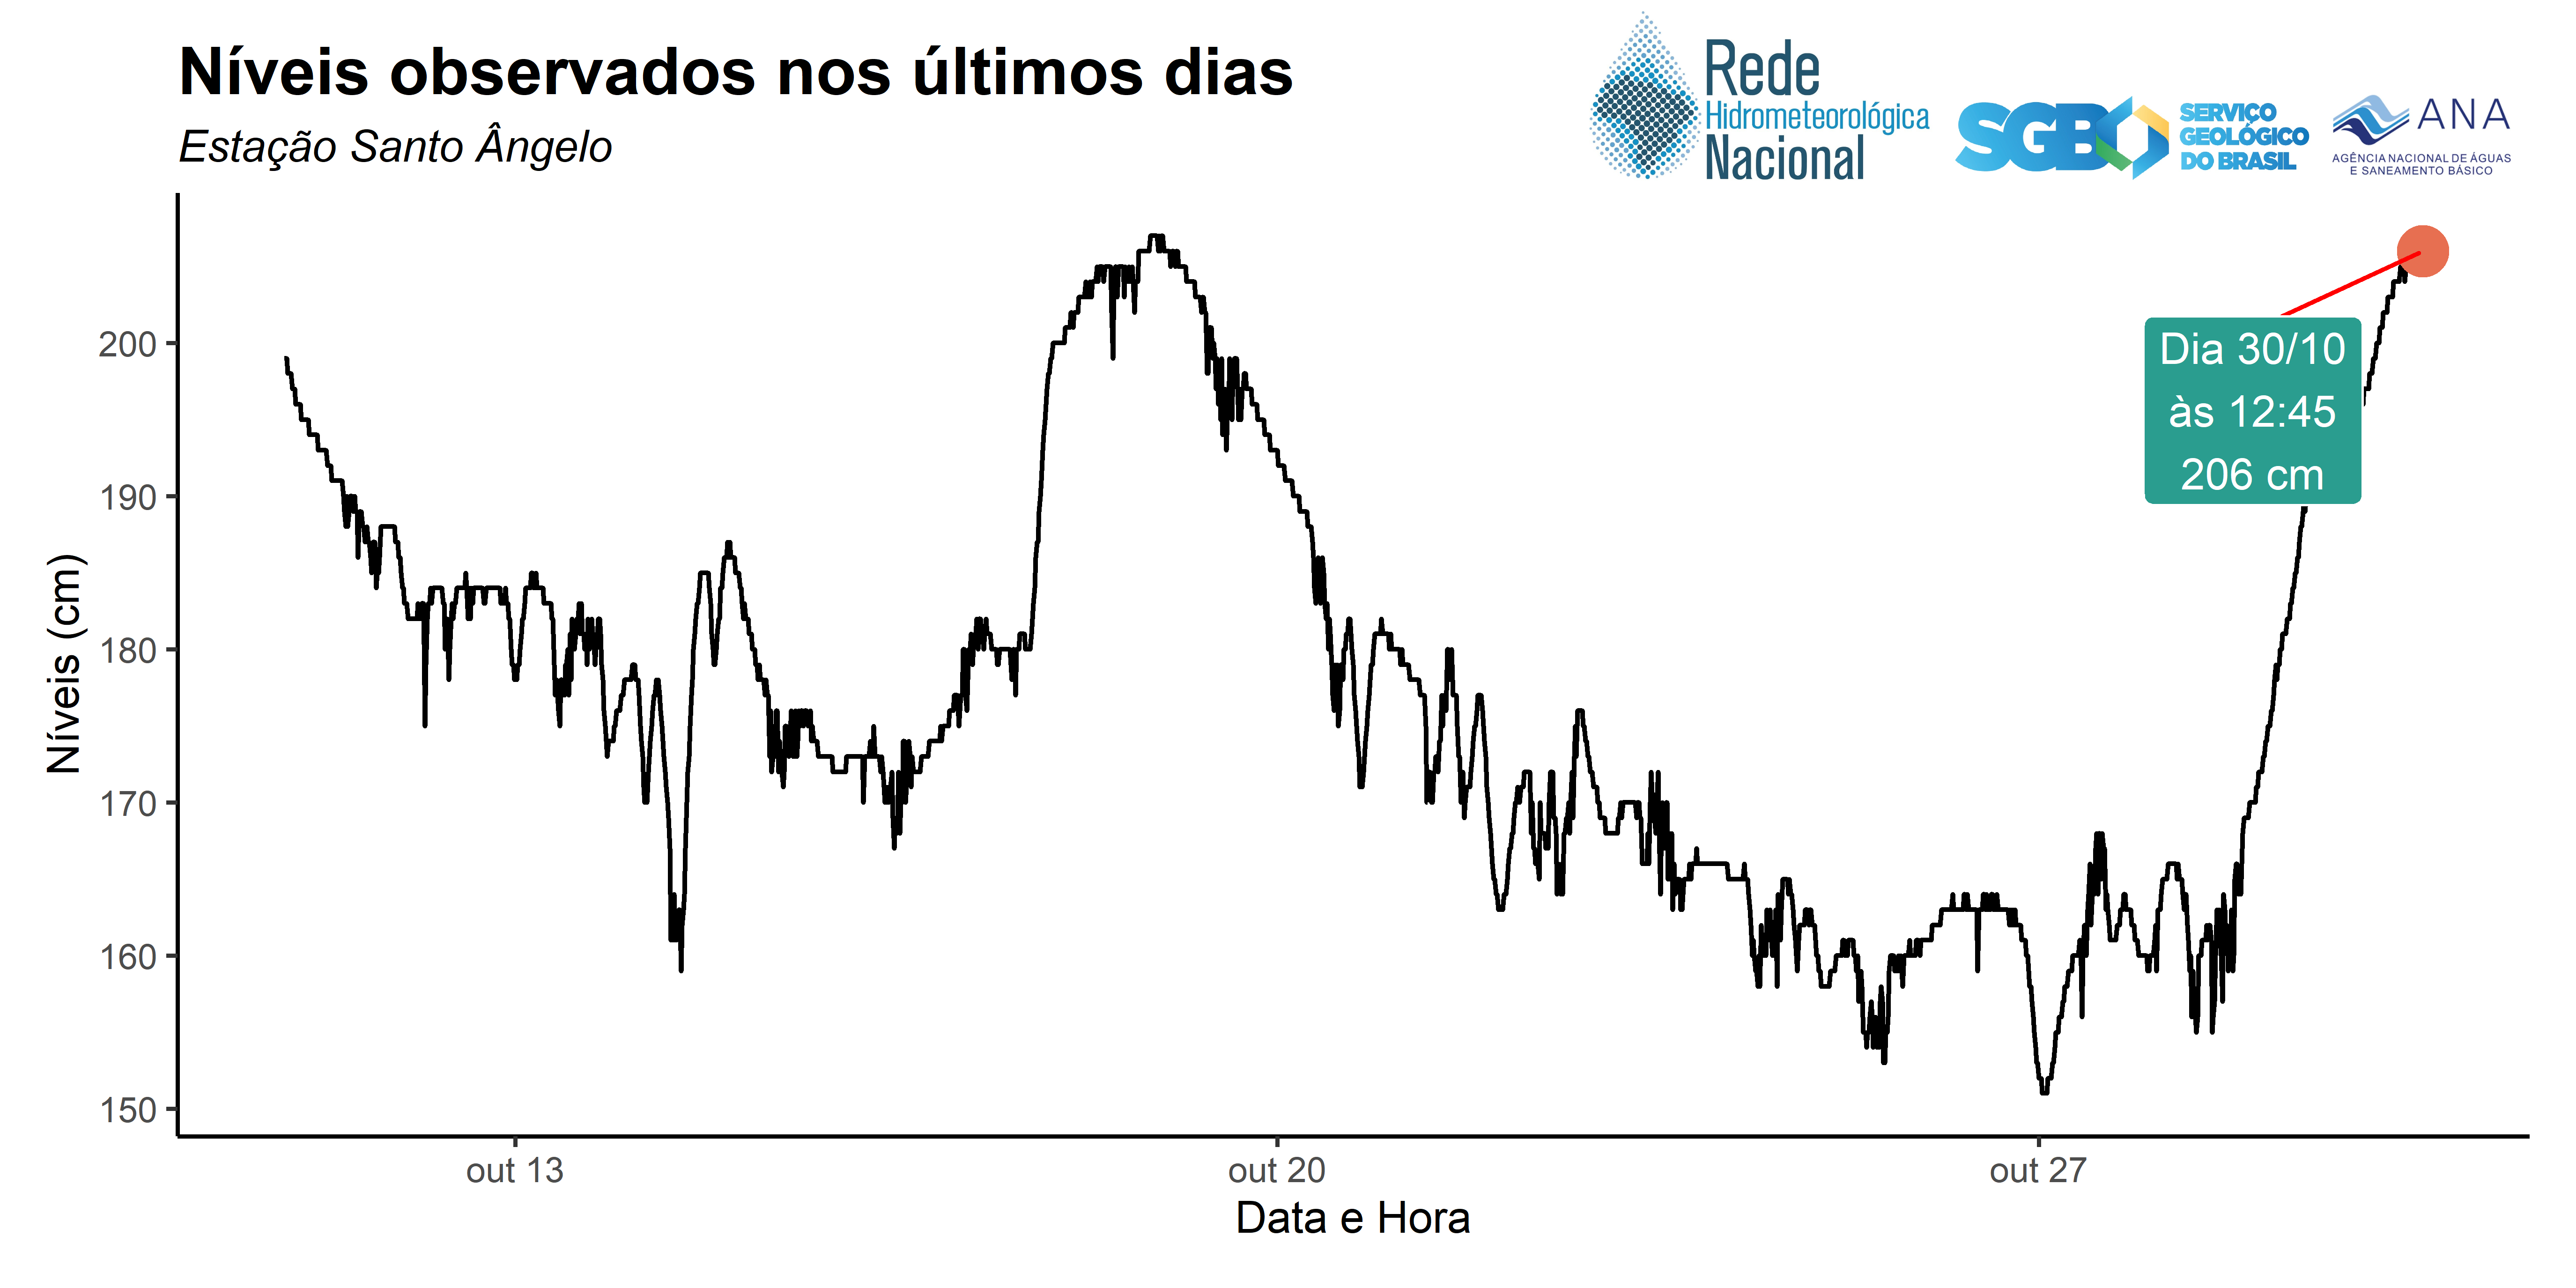 Níveis observados nos últimos dias
Estação Santo Ângelo
Rede
Hidrometeorológica
Nacional
SGB
SERVIÇO
GEOLÓGICO
DO BRASIL
ANA
AGÊNCIA NACIONAL DE ÁGUAS
E SANEAMENTO BÁSICO
Níveis (cm)
200
190
180
170
160
150
Dia 30/10
às 12:45
206 cm
out 13
out 20
out 27
Data e Hora